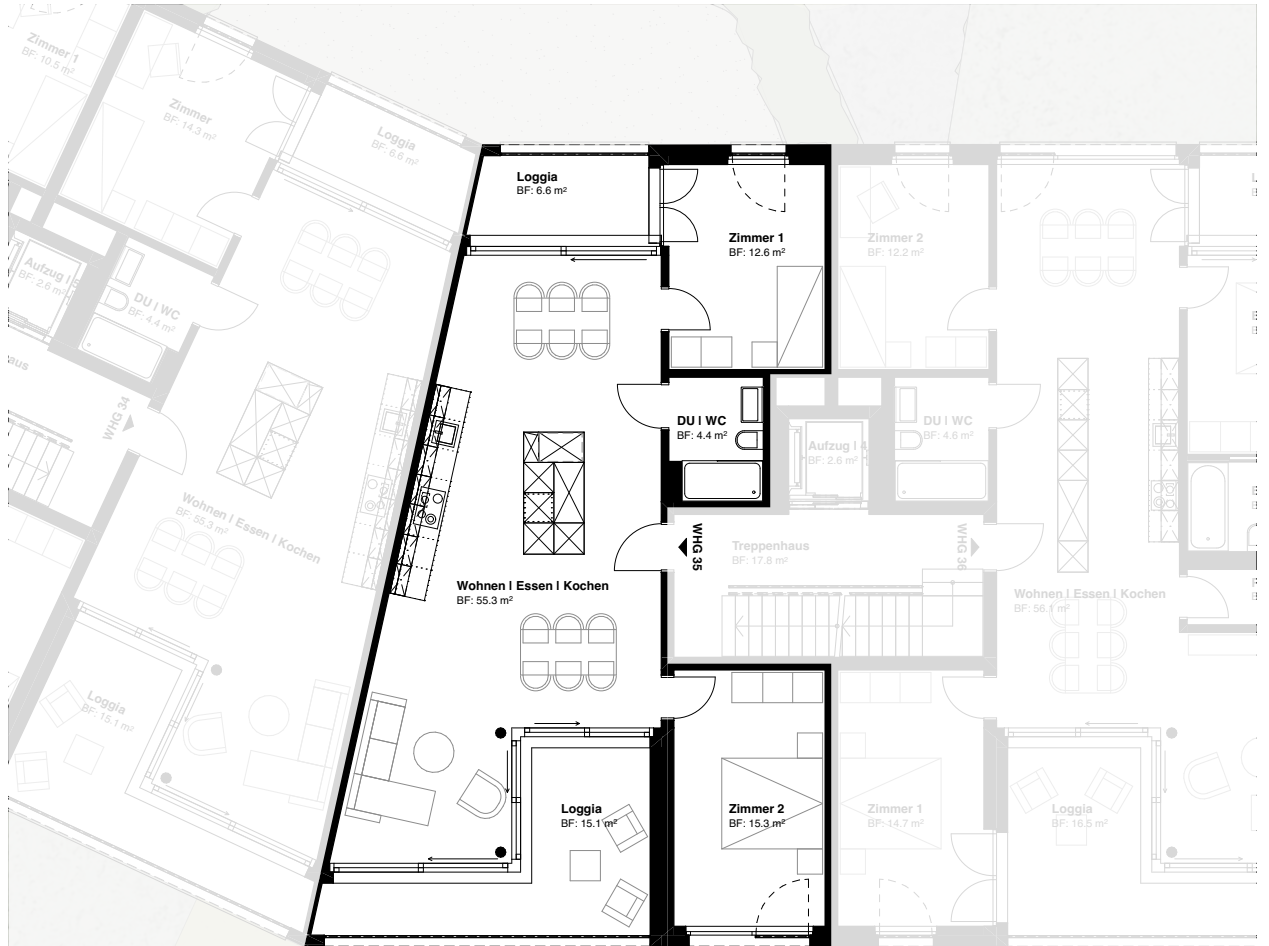 Zimmer 1
BF: 10.5 m²
Zimmer
BF: 14.3 m²
Loggia
BF: 6.6 m²
Aufzug I
BF: 2.6 m²
DU I WC
BF: 4.4 m²
WHG 34
Wohnen I Essen I Kochen
BF: 55.3 m²
Loggia
BF: 15.1 m²
Loggia
BF: 6.6 m²
Zimmer 1
BF: 12.6 m²
DU I WC
BF: 4.4 m²
WHG 35
Wohnen I Essen I Kochen
BF: 55.3 m²
Loggia
BF: 15.1 m²
Zimmer 2
BF: 15.3 m²
Aufzug I 4
BF: 2.6 m²
Treppenhaus
BF: 17.8 m²
Zimmer 2
BF: 12.2 m²
DU I WC
BF: 4.6 m²
WHG 36
Wohnen I Essen I Kochen
BF: 56.1 m²
Zimmer 1
BF: 14.7 m²
Loggia
BF: 16.5 m²